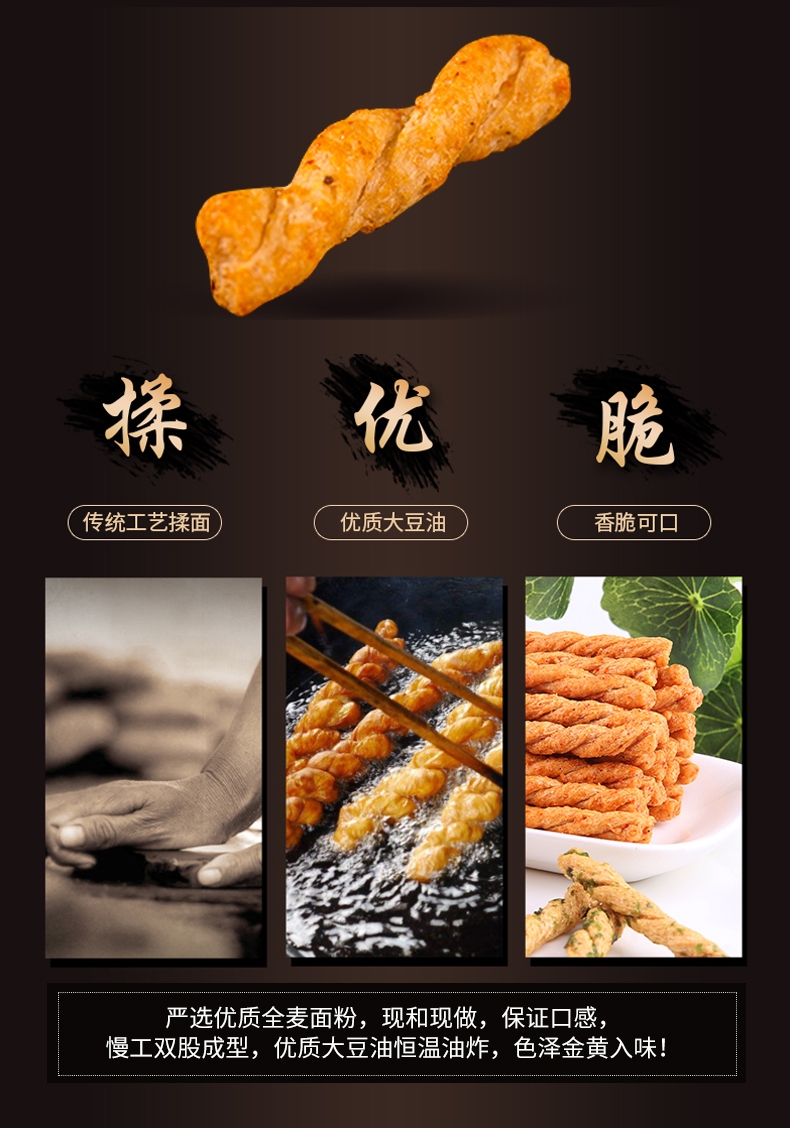 揉
优
脆
传统工艺揉面
优质大豆油
香脆可口
严选优质全麦面粉，现和现做，保证口感，
慢工双股成型，优质大豆油恒温油炸，色泽金黄入味！